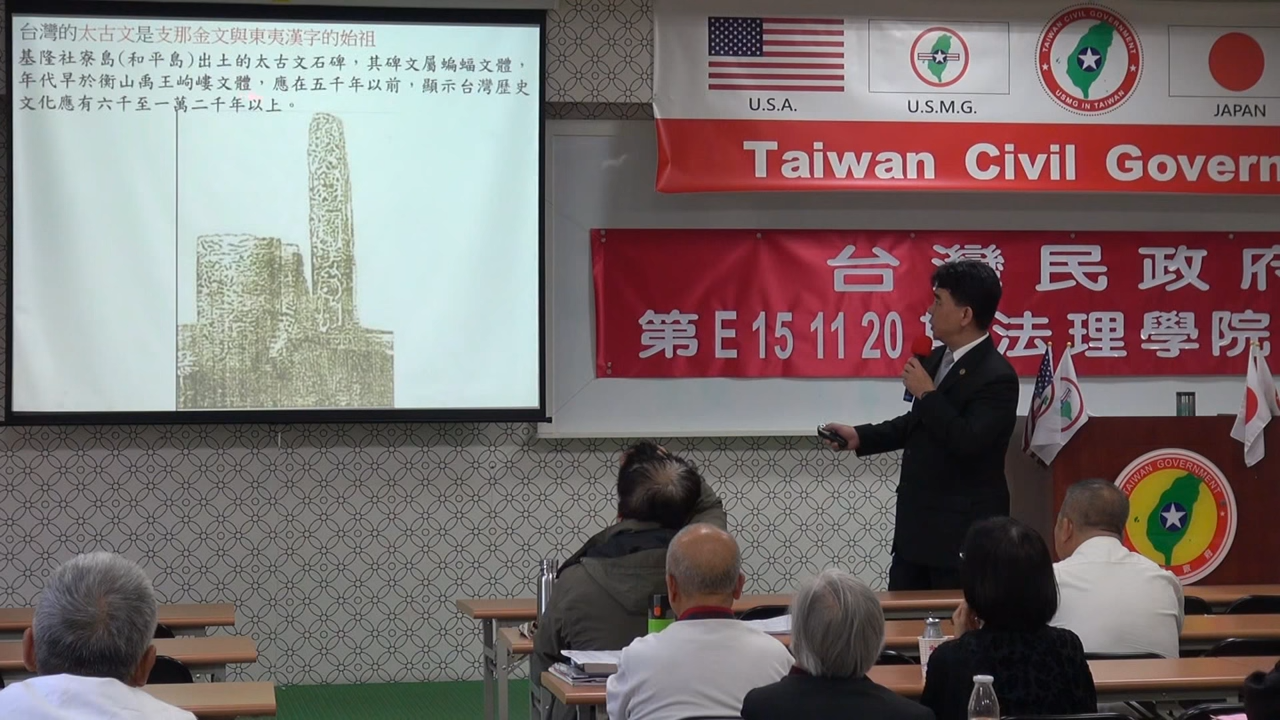 台灣的太古文是支那金文與東夷漢字的始祖
基隆社寮島(和平島)出土的太古文石碑，其碑文屬蝙蝠文體，
年代早於衡山禹王岣嶁文體，應在五千年以前，顯示台灣歷史
文化應有六千至一萬二千年以上。
U.S.A.
U.S.M.G.
TAIWAN CIVIL GOVERNMENT
USMG IN TAIWAN
JAPAN
Taiwan Civil Govern
台灣民政府
第E 15 11 20
法理學院
TAIWAN GOVERNMENT